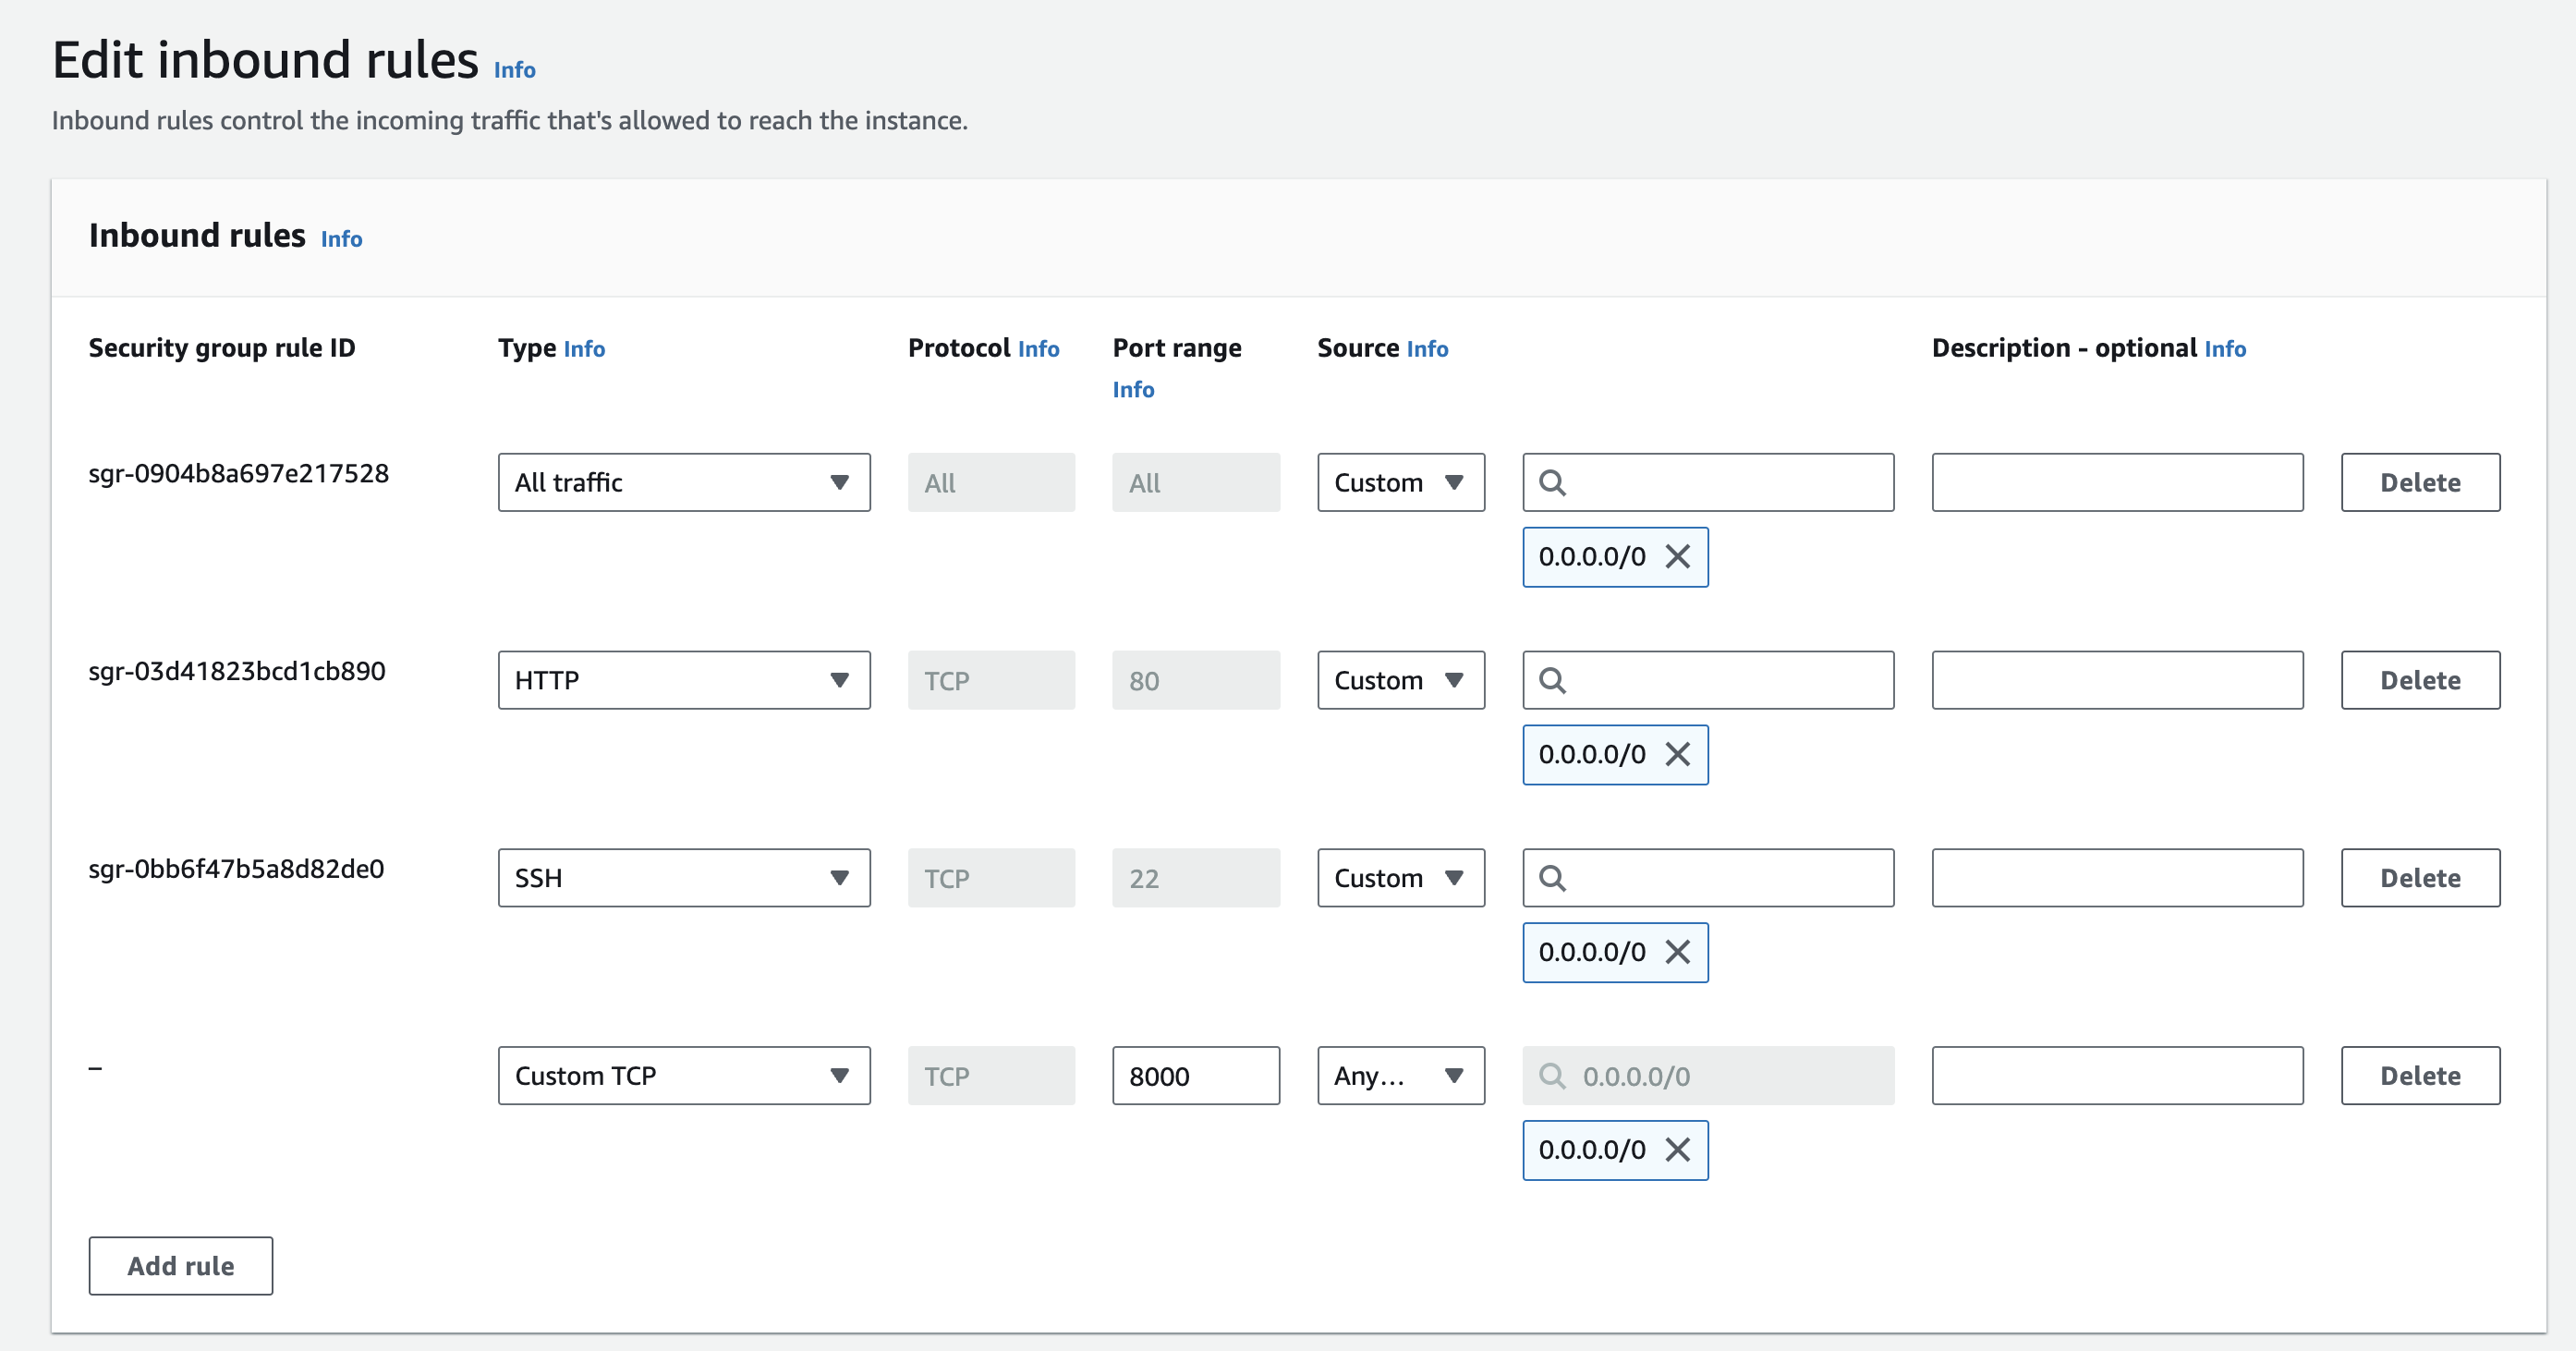 Edit inbound rules Info
Inbound rules control the incoming traffic that's allowed to reach the instance.
Inbound rules Info
Security group rule ID Type Info Protocol Info Port range Info Source Info Description - optional Info
sgr-0904b8a697e217528 All traffic All All Custom Delete
0.0.0.0/0
sgr-03d41823bcd1cb890 HTTP TCP 80 Custom Delete
0.0.0.0/0
sgr-0bb6f47b5a8d82de0 SSH TCP 22 Custom Delete
0.0.0.0/0
– Custom TCP TCP 8000 Any... 0.0.0.0/0 Delete
0.0.0.0/0
Add rule